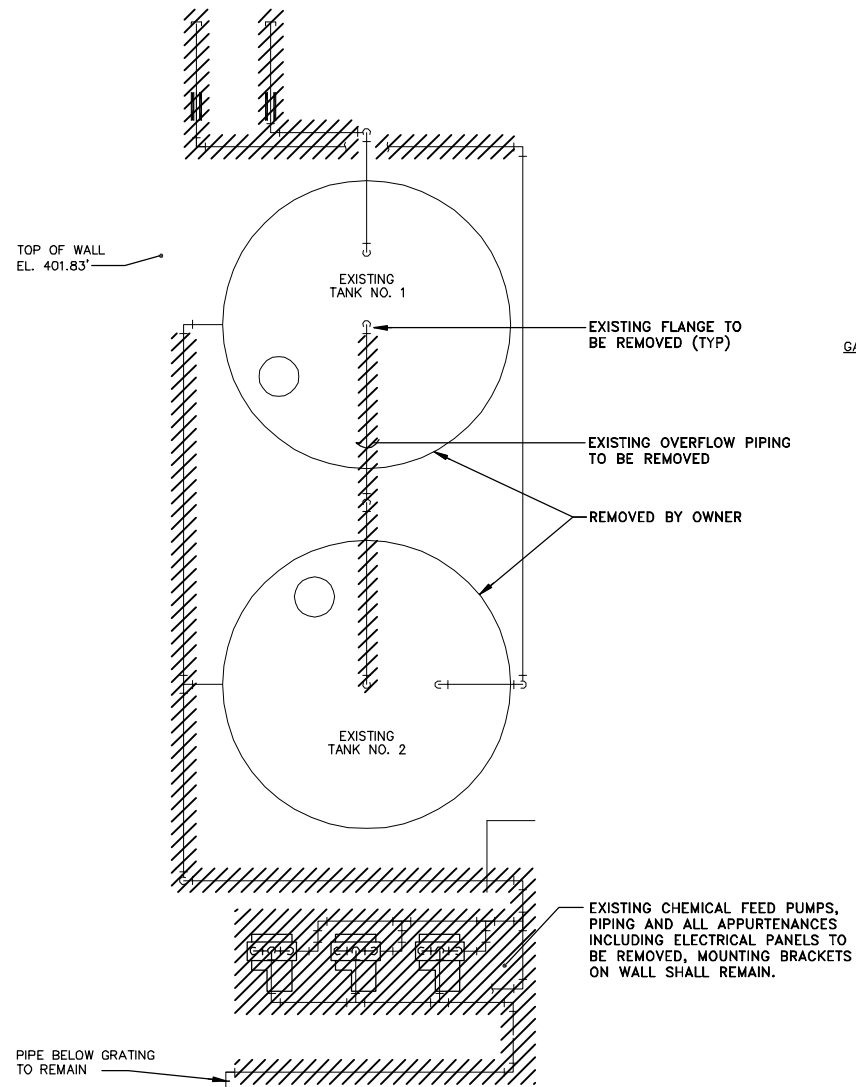 TOP OF WALL
EL. 401.83'
EXISTING
TANK NO. 1
EXISTING FLANGE TO
BE REMOVED (TYP)
GA
EXISTING OVERFLOW PIPING
TO BE REMOVED
REMOVED BY OWNER
EXISTING
TANK NO. 2
EXISTING CHEMICAL FEED PUMPS,
PIPING AND ALL APPURTENANCES
INCLUDING ELECTRICAL PANELS TO
BE REMOVED, MOUNTING BRACKETS
ON WALL SHALL REMAIN.
PIPE BELOW GRATING
TO REMAIN